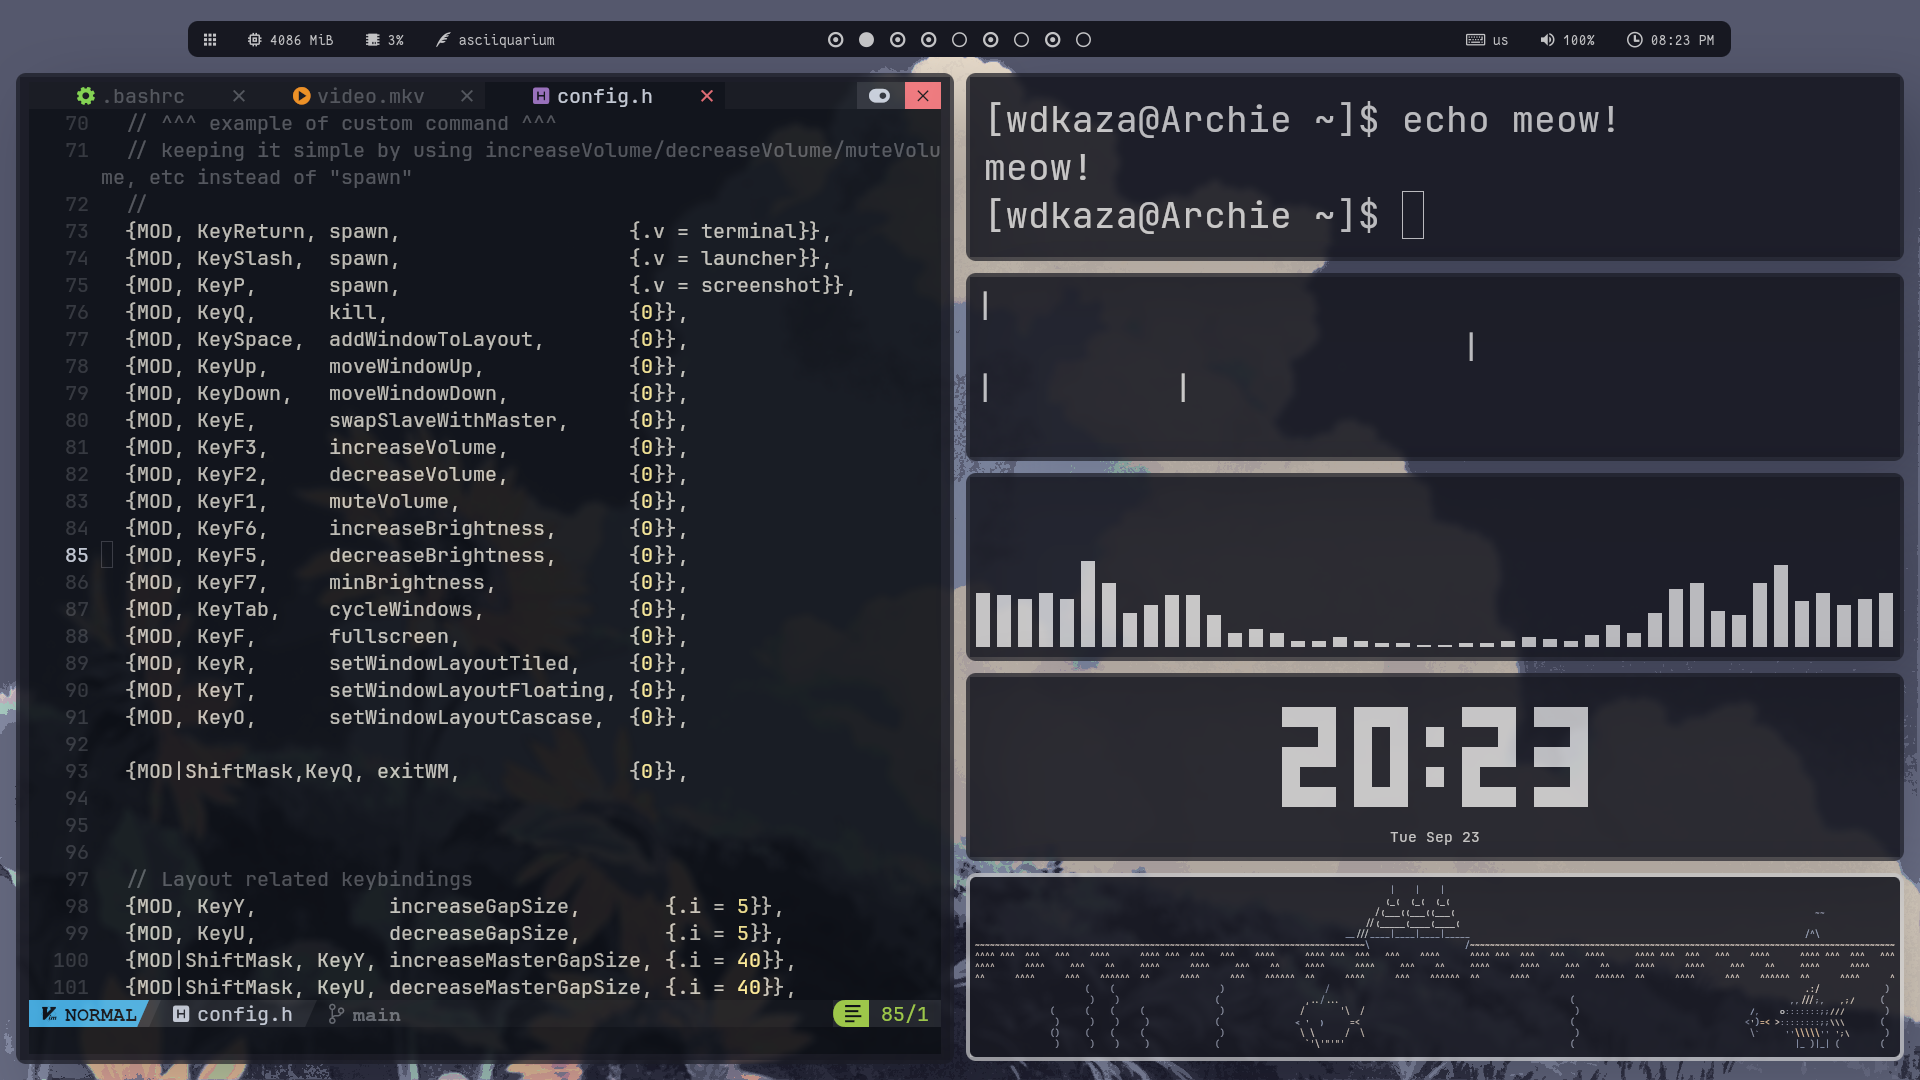 4086 MiB 3% asciiquarium us 100% 08:23 PM
.bashrc video.mkv config.h
70 // ^^^ example of custom command ^^^
71 // keeping it simple by using increaseVolume/decreaseVolume/muteVolu
me, etc instead of "spawn"
72 //
73 {MOD, KeyReturn, spawn, {.v = terminal}},
74 {MOD, KeySlash, spawn, {.v = launcher}},
75 {MOD, KeyP, spawn, {.v = screenshot}},
76 {MOD, KeyQ, kill, {0}},
77 {MOD, KeySpace, addWindowToLayout, {0}},
78 {MOD, KeyUp, moveWindowUp, {0}},
79 {MOD, KeyDown, moveWindowDown, {0}},
80 {MOD, KeyE, swapSlaveWithMaster, {0}},
81 {MOD, KeyF3, increaseVolume, {0}},
82 {MOD, KeyF2, decreaseVolume, {0}},
83 {MOD, KeyF1, muteVolume, {0}},
84 {MOD, KeyF6, increaseBrightness, {0}},
85 {MOD, KeyF5, decreaseBrightness, {0}},
86 {MOD, KeyF7, minBrightness, {0}},
87 {MOD, KeyTab, cycleWindows, {0}},
88 {MOD, KeyF, fullscreen, {0}},
89 {MOD, KeyR, setWindowLayoutTiled, {0}},
90 {MOD, KeyT, setWindowLayoutFloating, {0}},
91 {MOD, KeyO, setWindowLayoutCascase, {0}},
92
93 {MOD|ShiftMask,KeyQ, exitWM, {0}},
94
95
96
97 // Layout related keybindings
98 {MOD, KeyY, increaseGapSize, {.i = 5}},
99 {MOD, KeyU, decreaseGapSize, {.i = 5}},
100 {MOD|ShiftMask, KeyY, increaseMasterGapSize, {.i = 40}},
101 {MOD|ShiftMask, KeyU, decreaseMasterGapSize, {.i = 40}},
NORMAL config.h main 85/1
[wdkaza@Archie ~]$ echo meow!
meow!
[wdkaza@Archie ~]$
20:23
Tue Sep 23